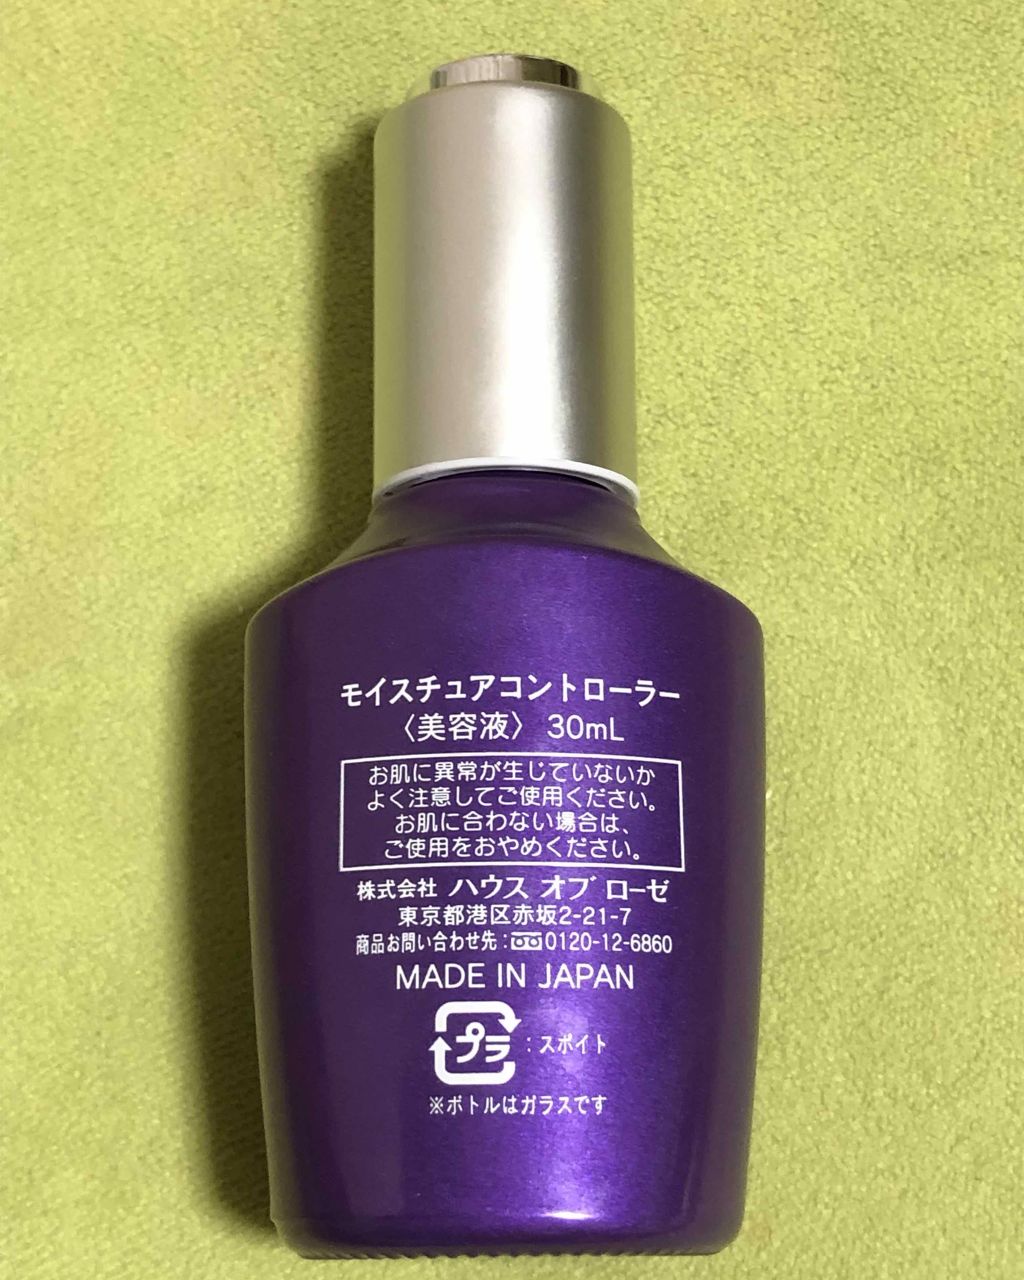 モイスチュアコントローラー
〈美容液〉 30mL
お肌に異常が生じていないか
よく注意してご使用ください。
お肌に合わない場合は、
ご使用をおやめください。
株式会社 ハウス オブ ローゼ
東京都港区赤坂2-21-7
商品お問い合わせ先:0120-12-6860
MADE IN JAPAN
プラ:スポイト
※ボトルはガラスです